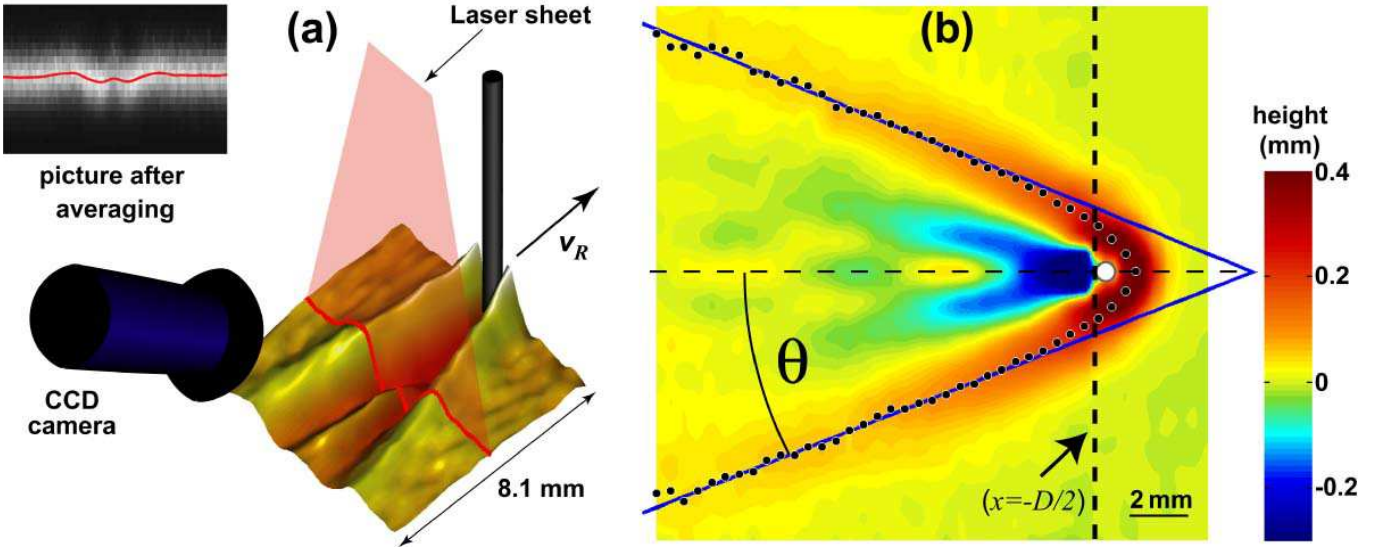 (a)
Laser sheet
picture after
averaging
v_R
CCD
camera
8.1 mm
(b)
θ
(x=-D/2)
2 mm
height
(mm)
0.4
0.2
0
-0.2